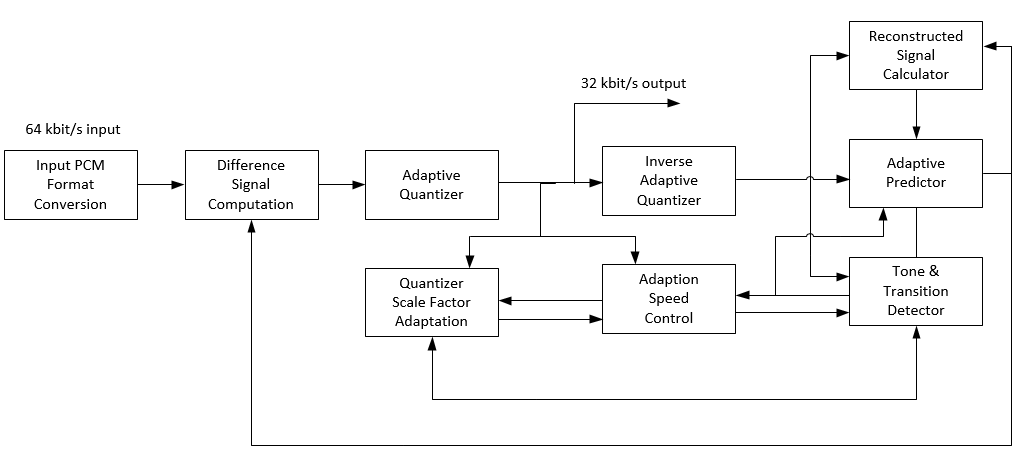 64 kbit/s input
Input PCM
Format
Conversion
Difference
Signal
Computation
Adaptive
Quantizer
32 kbit/s output
Inverse
Adaptive
Quantizer
Reconstructed
Signal
Calculator
Adaptive
Predictor
Quantizer
Scale Factor
Adaptation
Adaption
Speed
Control
Tone &
Transition
Detector